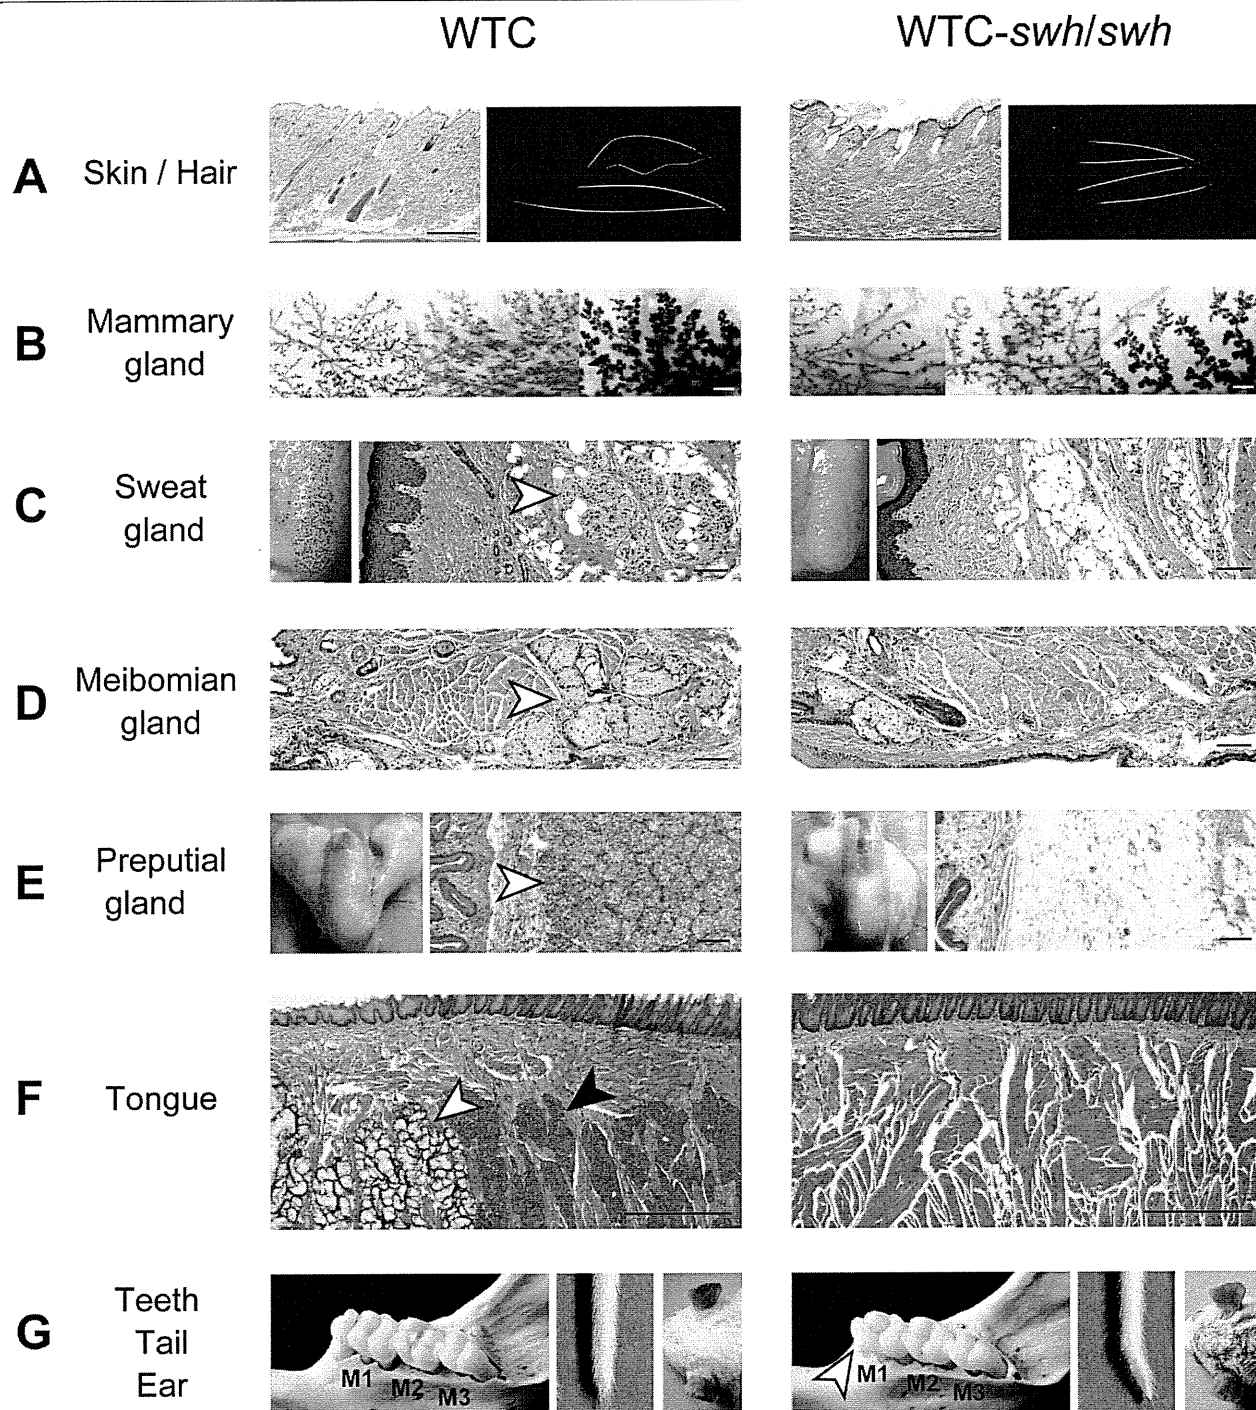 WTC WTC-swh/swh
A Skin / Hair
B Mammary
gland
C Sweat
gland
D Meibomian
gland
E Preputial
gland
F Tongue
G Teeth
Tail
Ear
M1 M2 M3 M1 M2 M3